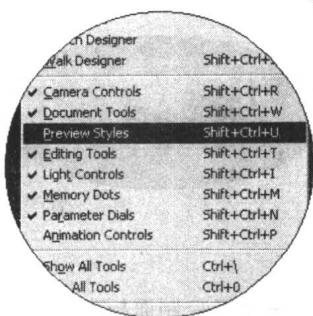 Designer
Walk Designer Shift+Ctrl+
✔ Camera Controls Shift+Ctrl+R
✔ Document Tools Shift+Ctrl+W
Preview Styles Shift+Ctrl+U
✔ Editing Tools Shift+Ctrl+T
✔ Light Controls Shift+Ctrl+I
✔ Memory Dots Shift+Ctrl+M
✔ Parameter Dials Shift+Ctrl+N
Animation Controls Shift+Ctrl+P
Show All Tools Ctrl+\
All Tools Ctrl+0